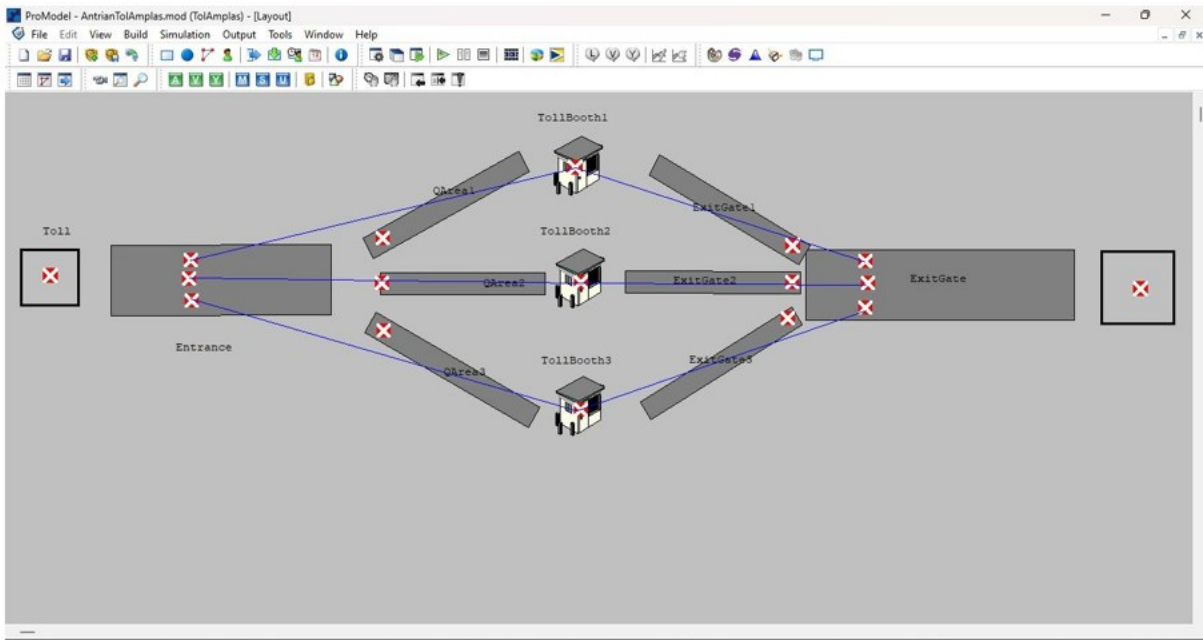 ProModel - AntrianTolAmplas.mod (TolAmplas) - [Layout]
File Edit View Build Simulation Output Tools Window Help
TollBooth1
QArea1
ExitGate1
Toll
TollBooth2
QArea2
ExitGate2
ExitGate
Entrance
TollBooth3
QArea3
ExitGate3